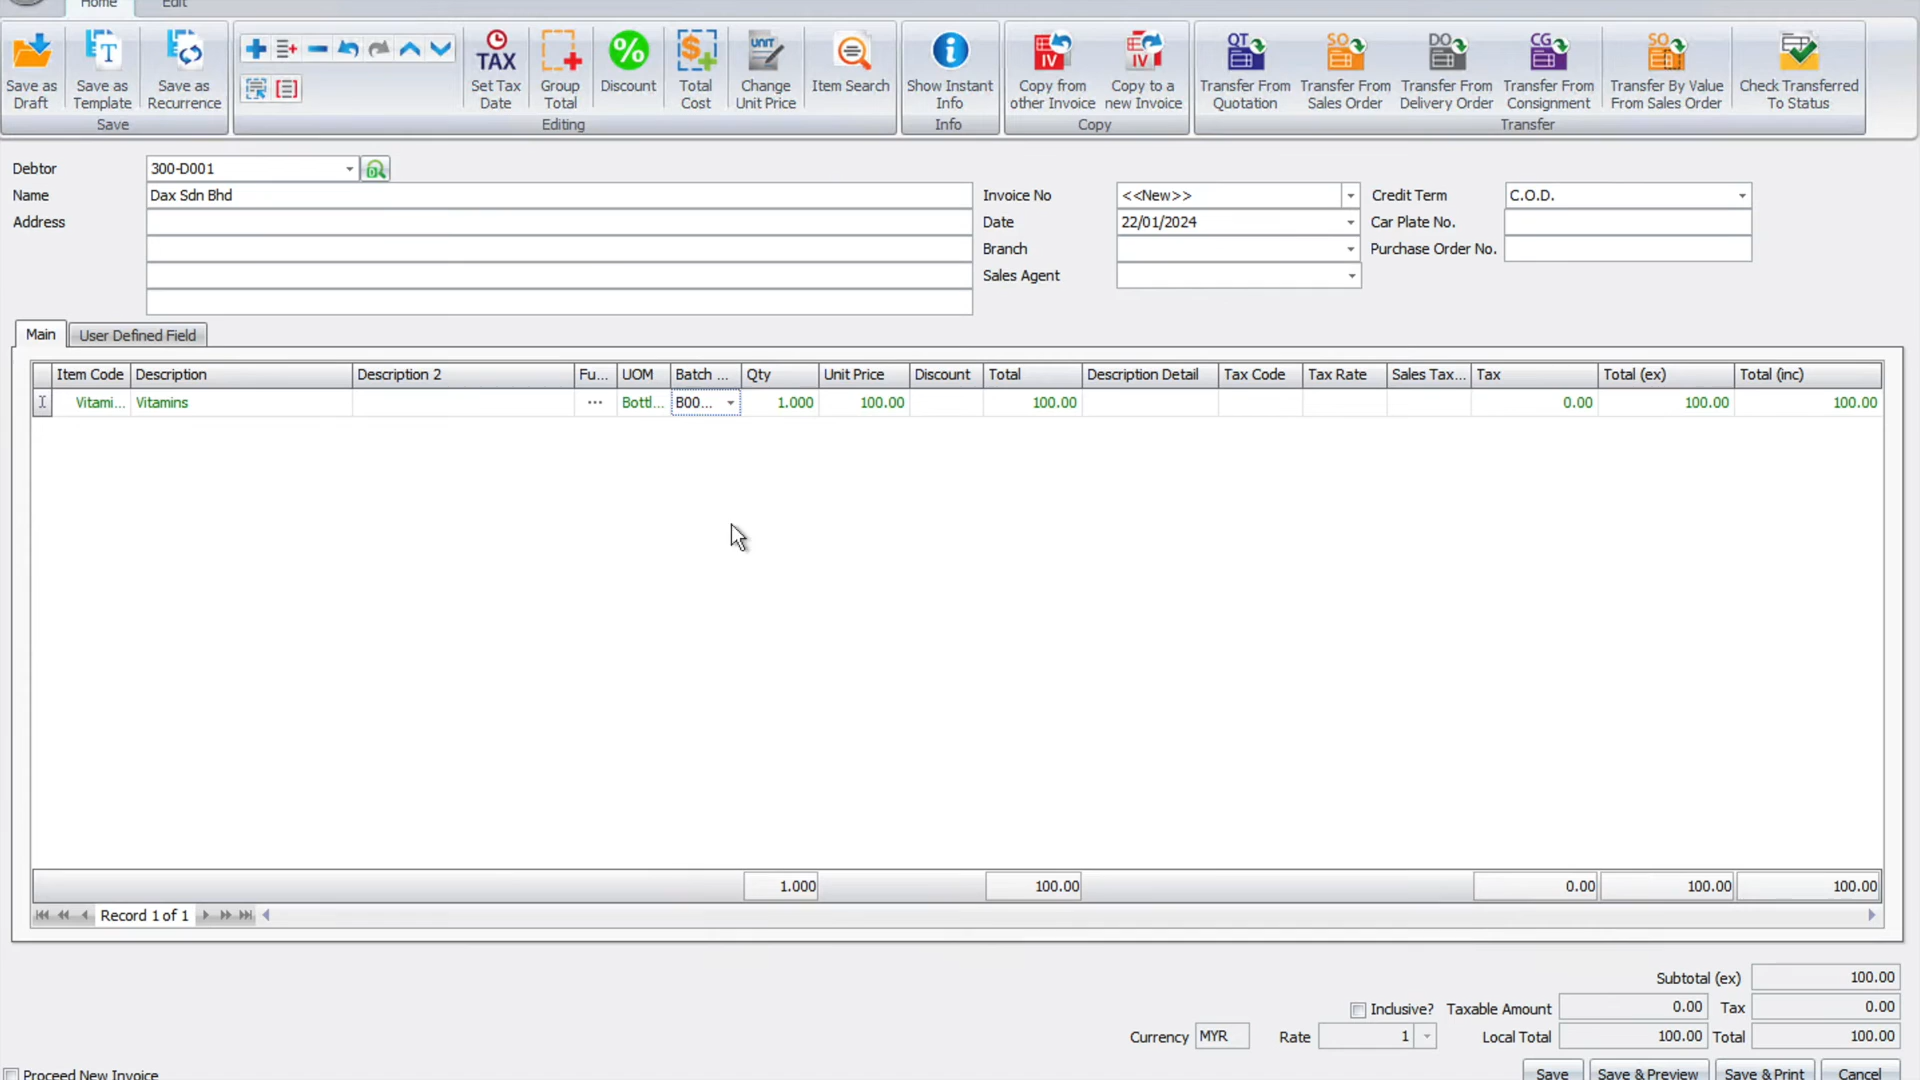 Home Edit
TAX UNIT QT SO DO CG SO
IV IV
Save as Draft
Save as Template
Save as Recurrence
Set Tax Date
Group Total
Discount
Total Cost
Change Unit Price
Item Search
Show Instant Info
Copy from other Invoice
Copy to a new Invoice
Transfer From Quotation
Transfer From Sales Order
Transfer From Delivery Order
Transfer From Consignment
Transfer By Value From Sales Order
Check Transferred To Status
Save Editing Info Copy Transfer
Debtor 300-D001
Name Dax Sdn Bhd Invoice No <<New>> Credit Term C.O.D.
Address Date 22/01/2024 Car Plate No.
Branch Purchase Order No.
Sales Agent
Main User Defined Field
Item Code Description Description 2 Fu... UOM Batch ... Qty Unit Price Discount Total Description Detail Tax Code Tax Rate Sales Tax... Tax Total (ex) Total (inc)
Vitami... Vitamins ... Bottl... B00... 1.000 100.00 100.00 0.00 100.00 100.00
1.000 100.00 0.00 100.00 100.00
Record 1 of 1
Subtotal (ex) 100.00
Inclusive? Taxable Amount 0.00 Tax 0.00
Currency MYR Rate 1 Local Total 100.00 Total 100.00
Proceed New Invoice Save Save & Preview Save & Print Cancel